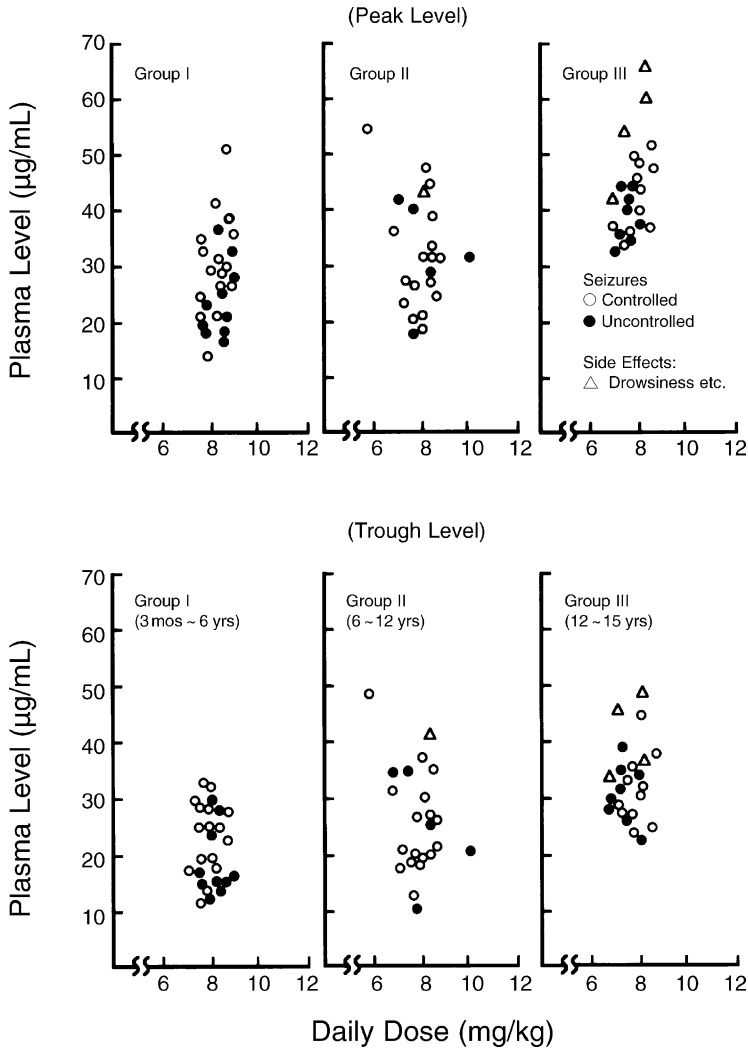 (Peak Level)
70
60
50
40
30
20
10
Plasma Level (µg/mL)
Group I
Group II
Group III
Seizures
Controlled
Uncontrolled
Side Effects:
Drowsiness etc.
6 8 10 12
6 8 10 12
6 8 10 12
(Trough Level)
70
60
50
40
30
20
10
Plasma Level (µg/mL)
Group I
(3 mos ~ 6 yrs)
Group II
(6 ~ 12 yrs)
Group III
(12 ~ 15 yrs)
6 8 10 12
6 8 10 12
6 8 10 12
Daily Dose (mg/kg)